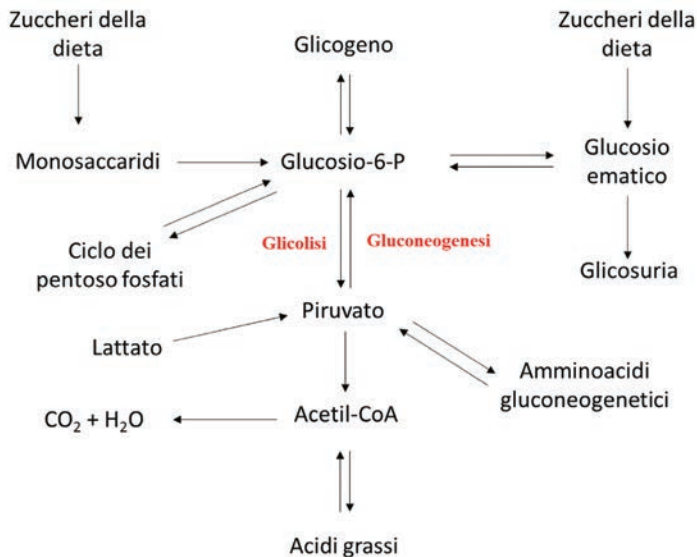 Zuccheri della
dieta
Glicogeno
Zuccheri della
dieta
Monosaccaridi
Glucosio-6-P
Glucosio
ematico
Glicolisi
Gluconeogenesi
Ciclo dei
pentoso fosfati
Glicosuria
Piruvato
Lattato
Amminoacidi
gluconeogenetici
CO₂ + H₂O
Acetil-CoA
Acidi grassi